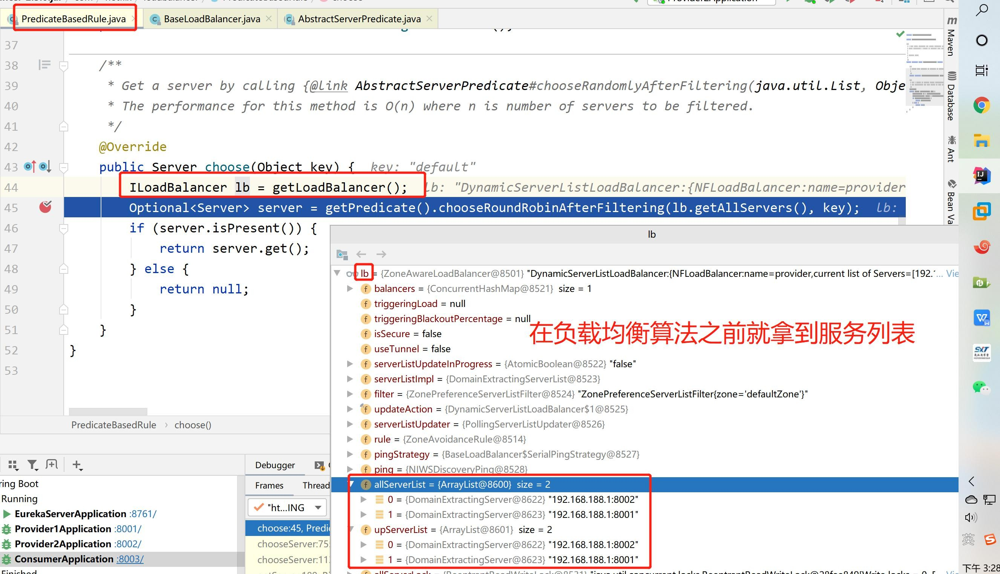 PredicateBasedRule.java
BaseLoadBalancer.java
AbstractServerPredicate.java
37
38 /**
39 * Get a server by calling {@link AbstractServerPredicate#chooseRandomlyAfterFiltering(java.util.List, Obje
40 * The performance for this method is O(n) where n is number of servers to be filtered.
41 */
42 @Override
43 public Server choose(Object key) { key: "default"
44 ILoadBalancer lb = getLoadBalancer(); lb: "DynamicServerListLoadBalancer:{NFLoadBalancer:name=provider
45 Optional<Server> server = getPredicate().chooseRoundRobinAfterFiltering(lb.getAllServers(), key); lb:
46 if (server.isPresent()) {
47 return server.get();
48 } else {
49 return null;
50 }
51 }
52 }
53
PredicateBasedRule › choose()
lb
lb = {ZoneAwareLoadBalancer@8501} "DynamicServerListLoadBalancer:{NFLoadBalancer:name=provider,current list of Servers=[192.1... Vie
balancers = {ConcurrentHashMap@8521} size = 1
triggeringLoad = null
triggeringBlackoutPercentage = null
isSecure = false
useTunnel = false
在负载均衡算法之前就拿到服务列表
serverListUpdateInProgress = {AtomicBoolean@8522} "false"
serverListImpl = {DomainExtractingServerList@8523}
filter = {ZonePreferenceServerListFilter@8524} "ZonePreferenceServerListFilter{zone='defaultZone'}"
updateAction = {DynamicServerListLoadBalancer$1@8525}
serverListUpdater = {PollingServerListUpdater@8526}
rule = {ZoneAvoidanceRule@8514}
pingStrategy = {BaseLoadBalancer$SerialPingStrategy@8527}
ping = {NIWSDiscoveryPing@8528}
allServerList = {ArrayList@8600} size = 2
0 = {DomainExtractingServer@8622} "192.168.188.1:8002"
1 = {DomainExtractingServer@8623} "192.168.188.1:8001"
upServerList = {ArrayList@8601} size = 2
0 = {DomainExtractingServer@8622} "192.168.188.1:8002"
1 = {DomainExtractingServer@8623} "192.168.188.1:8001"
ring Boot
Running
EurekaServerApplication :8761/
Provider1Application :8001/
Provider2Application :8002/
ConsumerApplication :8003/
Finished
Debugger
Frames Thread
"ht...ING
choose:45, Predi
chooseServer:755
chooseServer:11
m Maven
Database
Ant
Bean Va
英
下午 3:28